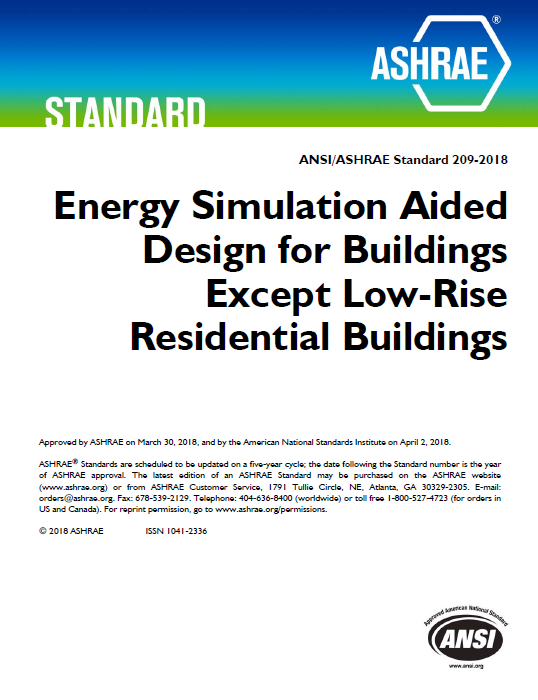 ®
ASHRAE
STANDARD
ANSI/ASHRAE Standard 209-2018
Energy Simulation Aided
Design for Buildings
Except Low-Rise
Residential Buildings
Approved by ASHRAE on March 30, 2018, and by the American National Standards Institute on April 2, 2018.
ASHRAE® Standards are scheduled to be updated on a five-year cycle; the date following the Standard number is the year
of ASHRAE approval. The latest edition of an ASHRAE Standard may be purchased on the ASHRAE website
(www.ashrae.org) or from ASHRAE Customer Service, 1791 Tullie Circle, NE, Atlanta, GA 30329-2305. E-mail:
orders@ashrae.org. Fax: 678-539-2129. Telephone: 404-636-8400 (worldwide) or toll free 1-800-527-4723 (for orders in
US and Canada). For reprint permission, go to www.ashrae.org/permissions.
© 2018 ASHRAE ISSN 1041-2336
Approved American National Standard
ANSI
www.ansi.org